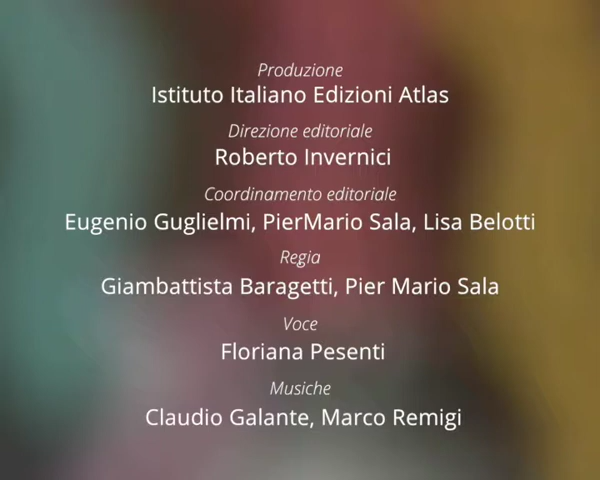 Produzione
Istituto Italiano Edizioni Atlas
Direzione editoriale
Roberto Invernici
Coordinamento editoriale
Eugenio Guglielmi, PierMario Sala, Lisa Belotti
Regia
Giambattista Baragetti, Pier Mario Sala
Voce
Floriana Pesenti
Musiche
Claudio Galante, Marco Remigi